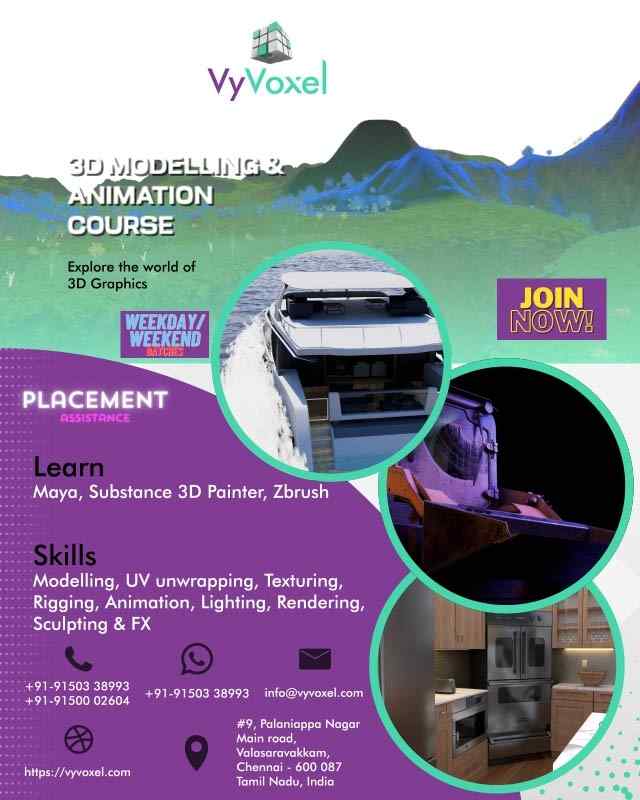 VyVoxel
3D MODELLING &
ANIMATION
COURSE
Explore the world of
3D Graphics
WEEKDAY/
WEEKEND
BATCHES
JOIN
NOW!
PLACEMENT
ASSISTANCE
Learn
Maya, Substance 3D Painter, Zbrush
Skills
Modelling, UV unwrapping, Texturing,
Rigging, Animation, Lighting, Rendering,
Sculpting & FX
+91-91503 38993
+91-91500 02604
+91-91503 38993
info@vyvoxel.com
https://vyvoxel.com
#9, Palaniappa Nagar
Main road,
Valasaravakkam,
Chennai - 600 087
Tamil Nadu, India